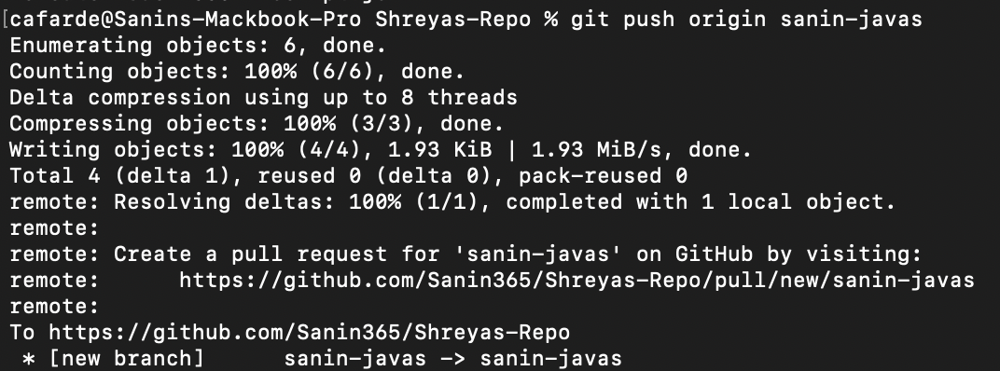 [cafarde@Sanins-Mackbook-Pro Shreyas-Repo % git push origin sanin-javas
Enumerating objects: 6, done.
Counting objects: 100% (6/6), done.
Delta compression using up to 8 threads
Compressing objects: 100% (3/3), done.
Writing objects: 100% (4/4), 1.93 KiB | 1.93 MiB/s, done.
Total 4 (delta 1), reused 0 (delta 0), pack-reused 0
remote: Resolving deltas: 100% (1/1), completed with 1 local object.
remote:
remote: Create a pull request for 'sanin-javas' on GitHub by visiting:
remote:      https://github.com/Sanin365/Shreyas-Repo/pull/new/sanin-javas
remote:
To https://github.com/Sanin365/Shreyas-Repo
 * [new branch]      sanin-javas -> sanin-javas